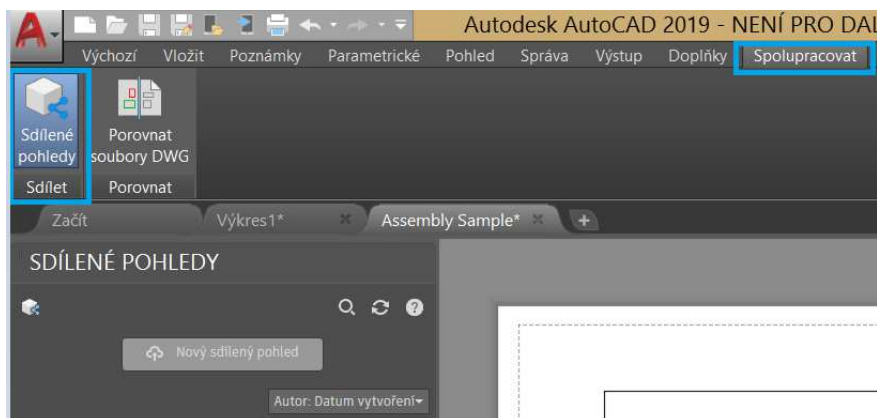 Autodesk AutoCAD 2019 - NENÍ PRO DAL
Výchozí Vložit Poznámky Parametrické Pohled Správa Výstup Doplňky Spolupracovat
Sdílené Porovnat
pohledy soubory DWG
Sdílet Porovnat
Začít Výkres1* Assembly Sample*
SDÍLENÉ POHLEDY
Nový sdílený pohled
Autor: Datum vytvoření